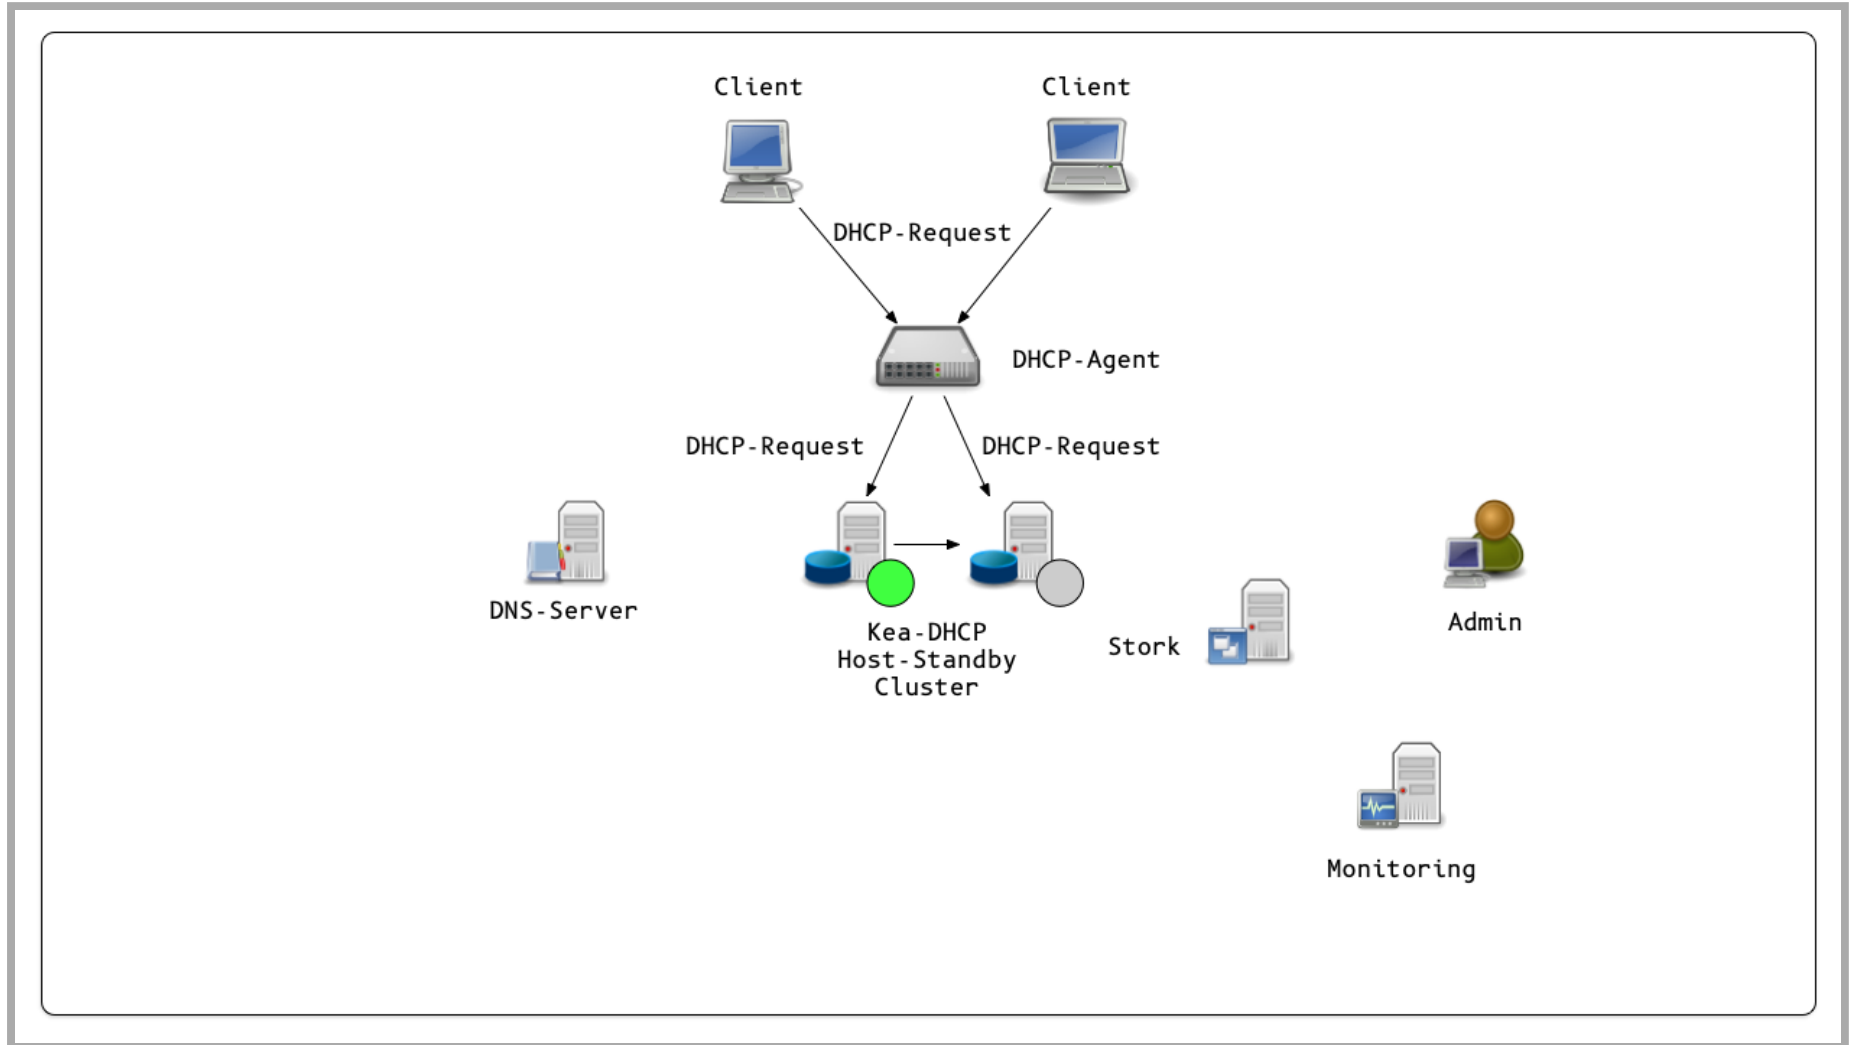 Client
Client
DHCP-Request
DHCP-Agent
DHCP-Request
DHCP-Request
DNS-Server
Kea-DHCP
Host-Standby
Cluster
Stork
Admin
Monitoring